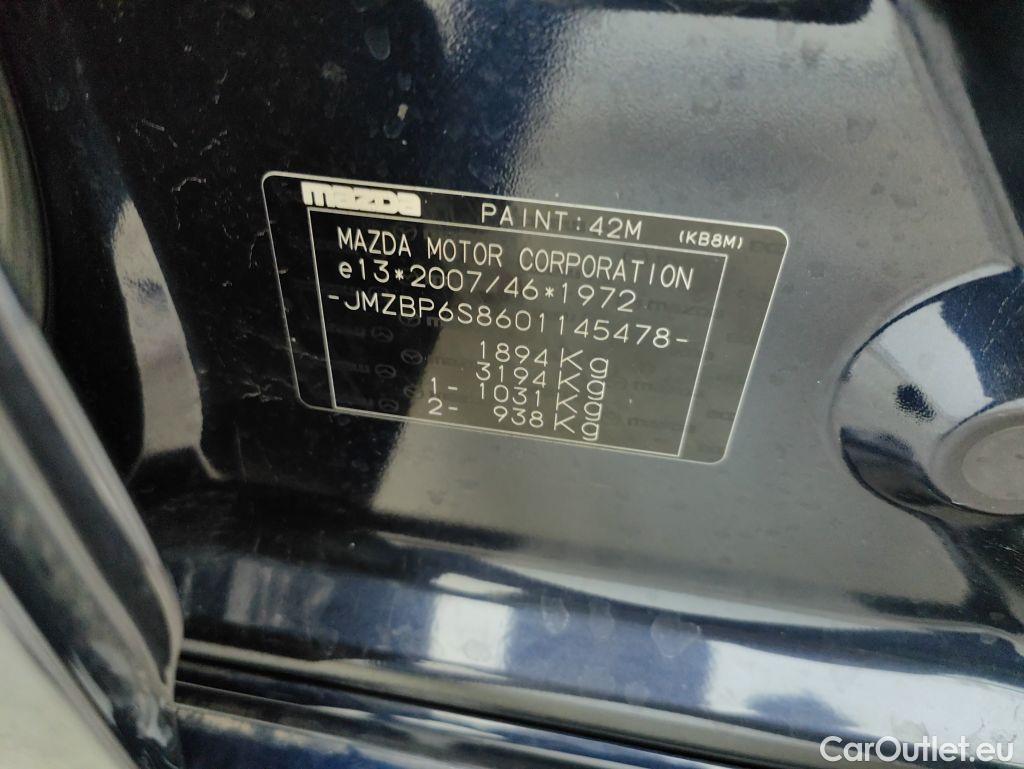 mazda PAINT:42M (KB8M)
MAZDA MOTOR CORPORATION
e13*2007/46*1972
-JMZBP6S8601145478-
1894 Kg
3194 Kg
1- 1031 Kg
2- 938 Kg
CarOutlet.eu